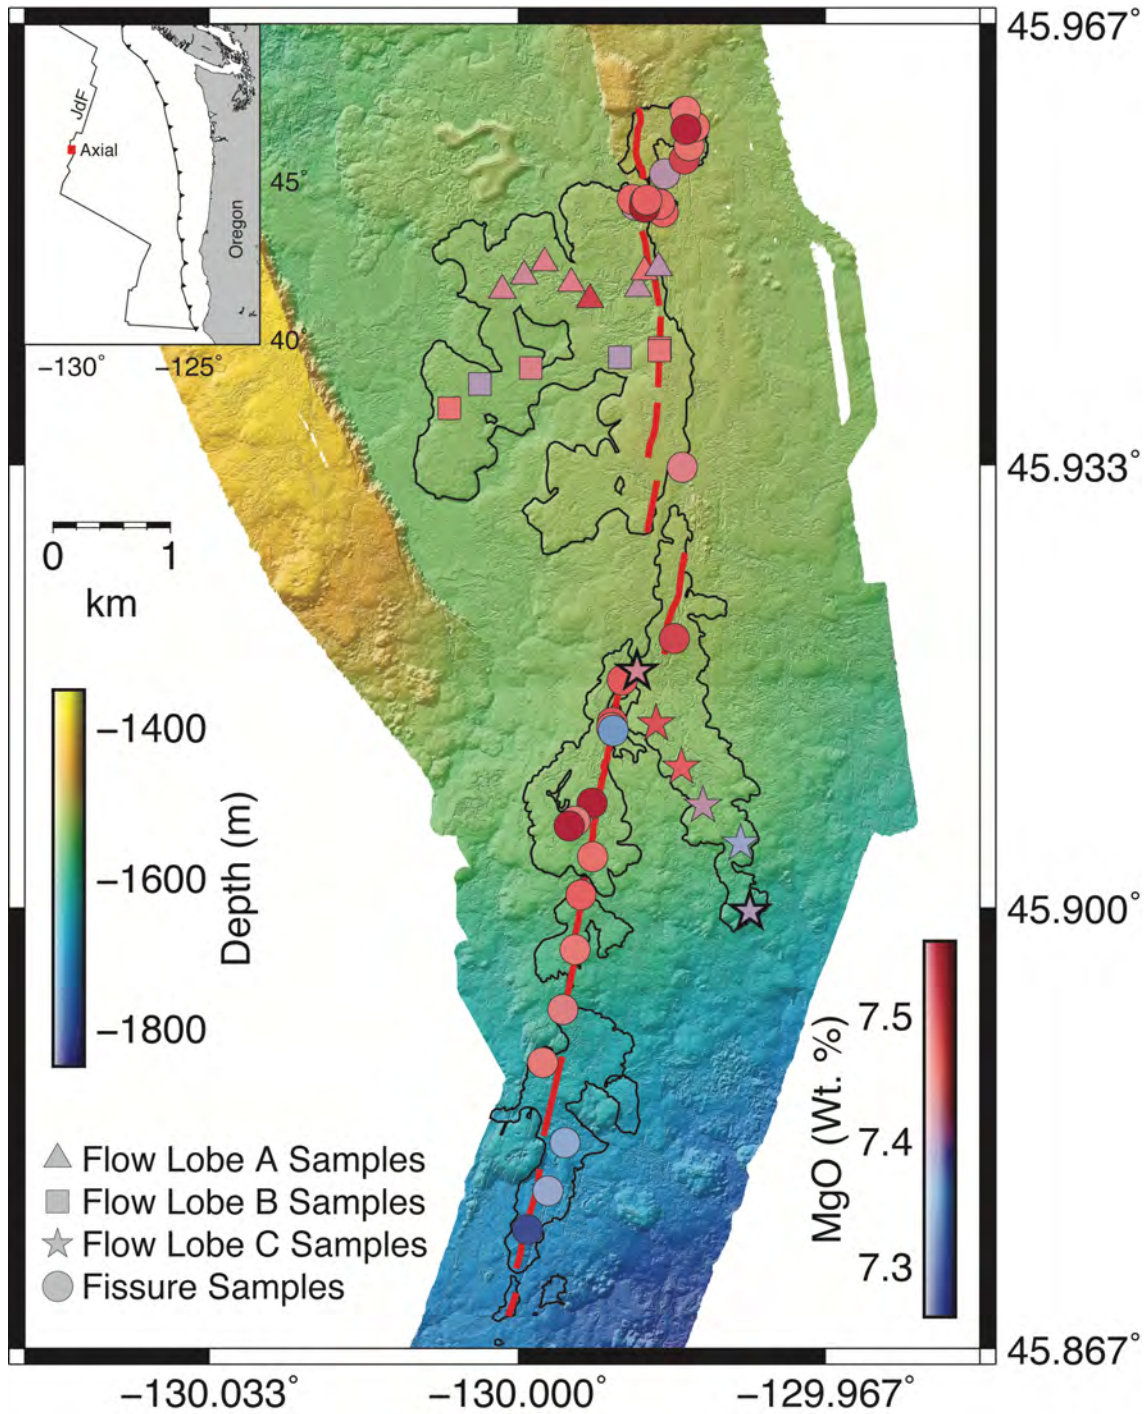 45.967°
JdF
Axial
45°
Oregon
40°
−130°
−125°
45.933°
0
1
km
−1400
Depth (m)
−1600
−1800
45.900°
7.5
MgO (Wt. %)
7.4
7.3
Flow Lobe A Samples
Flow Lobe B Samples
Flow Lobe C Samples
Fissure Samples
45.867°
−130.033°
−130.000°
−129.967°